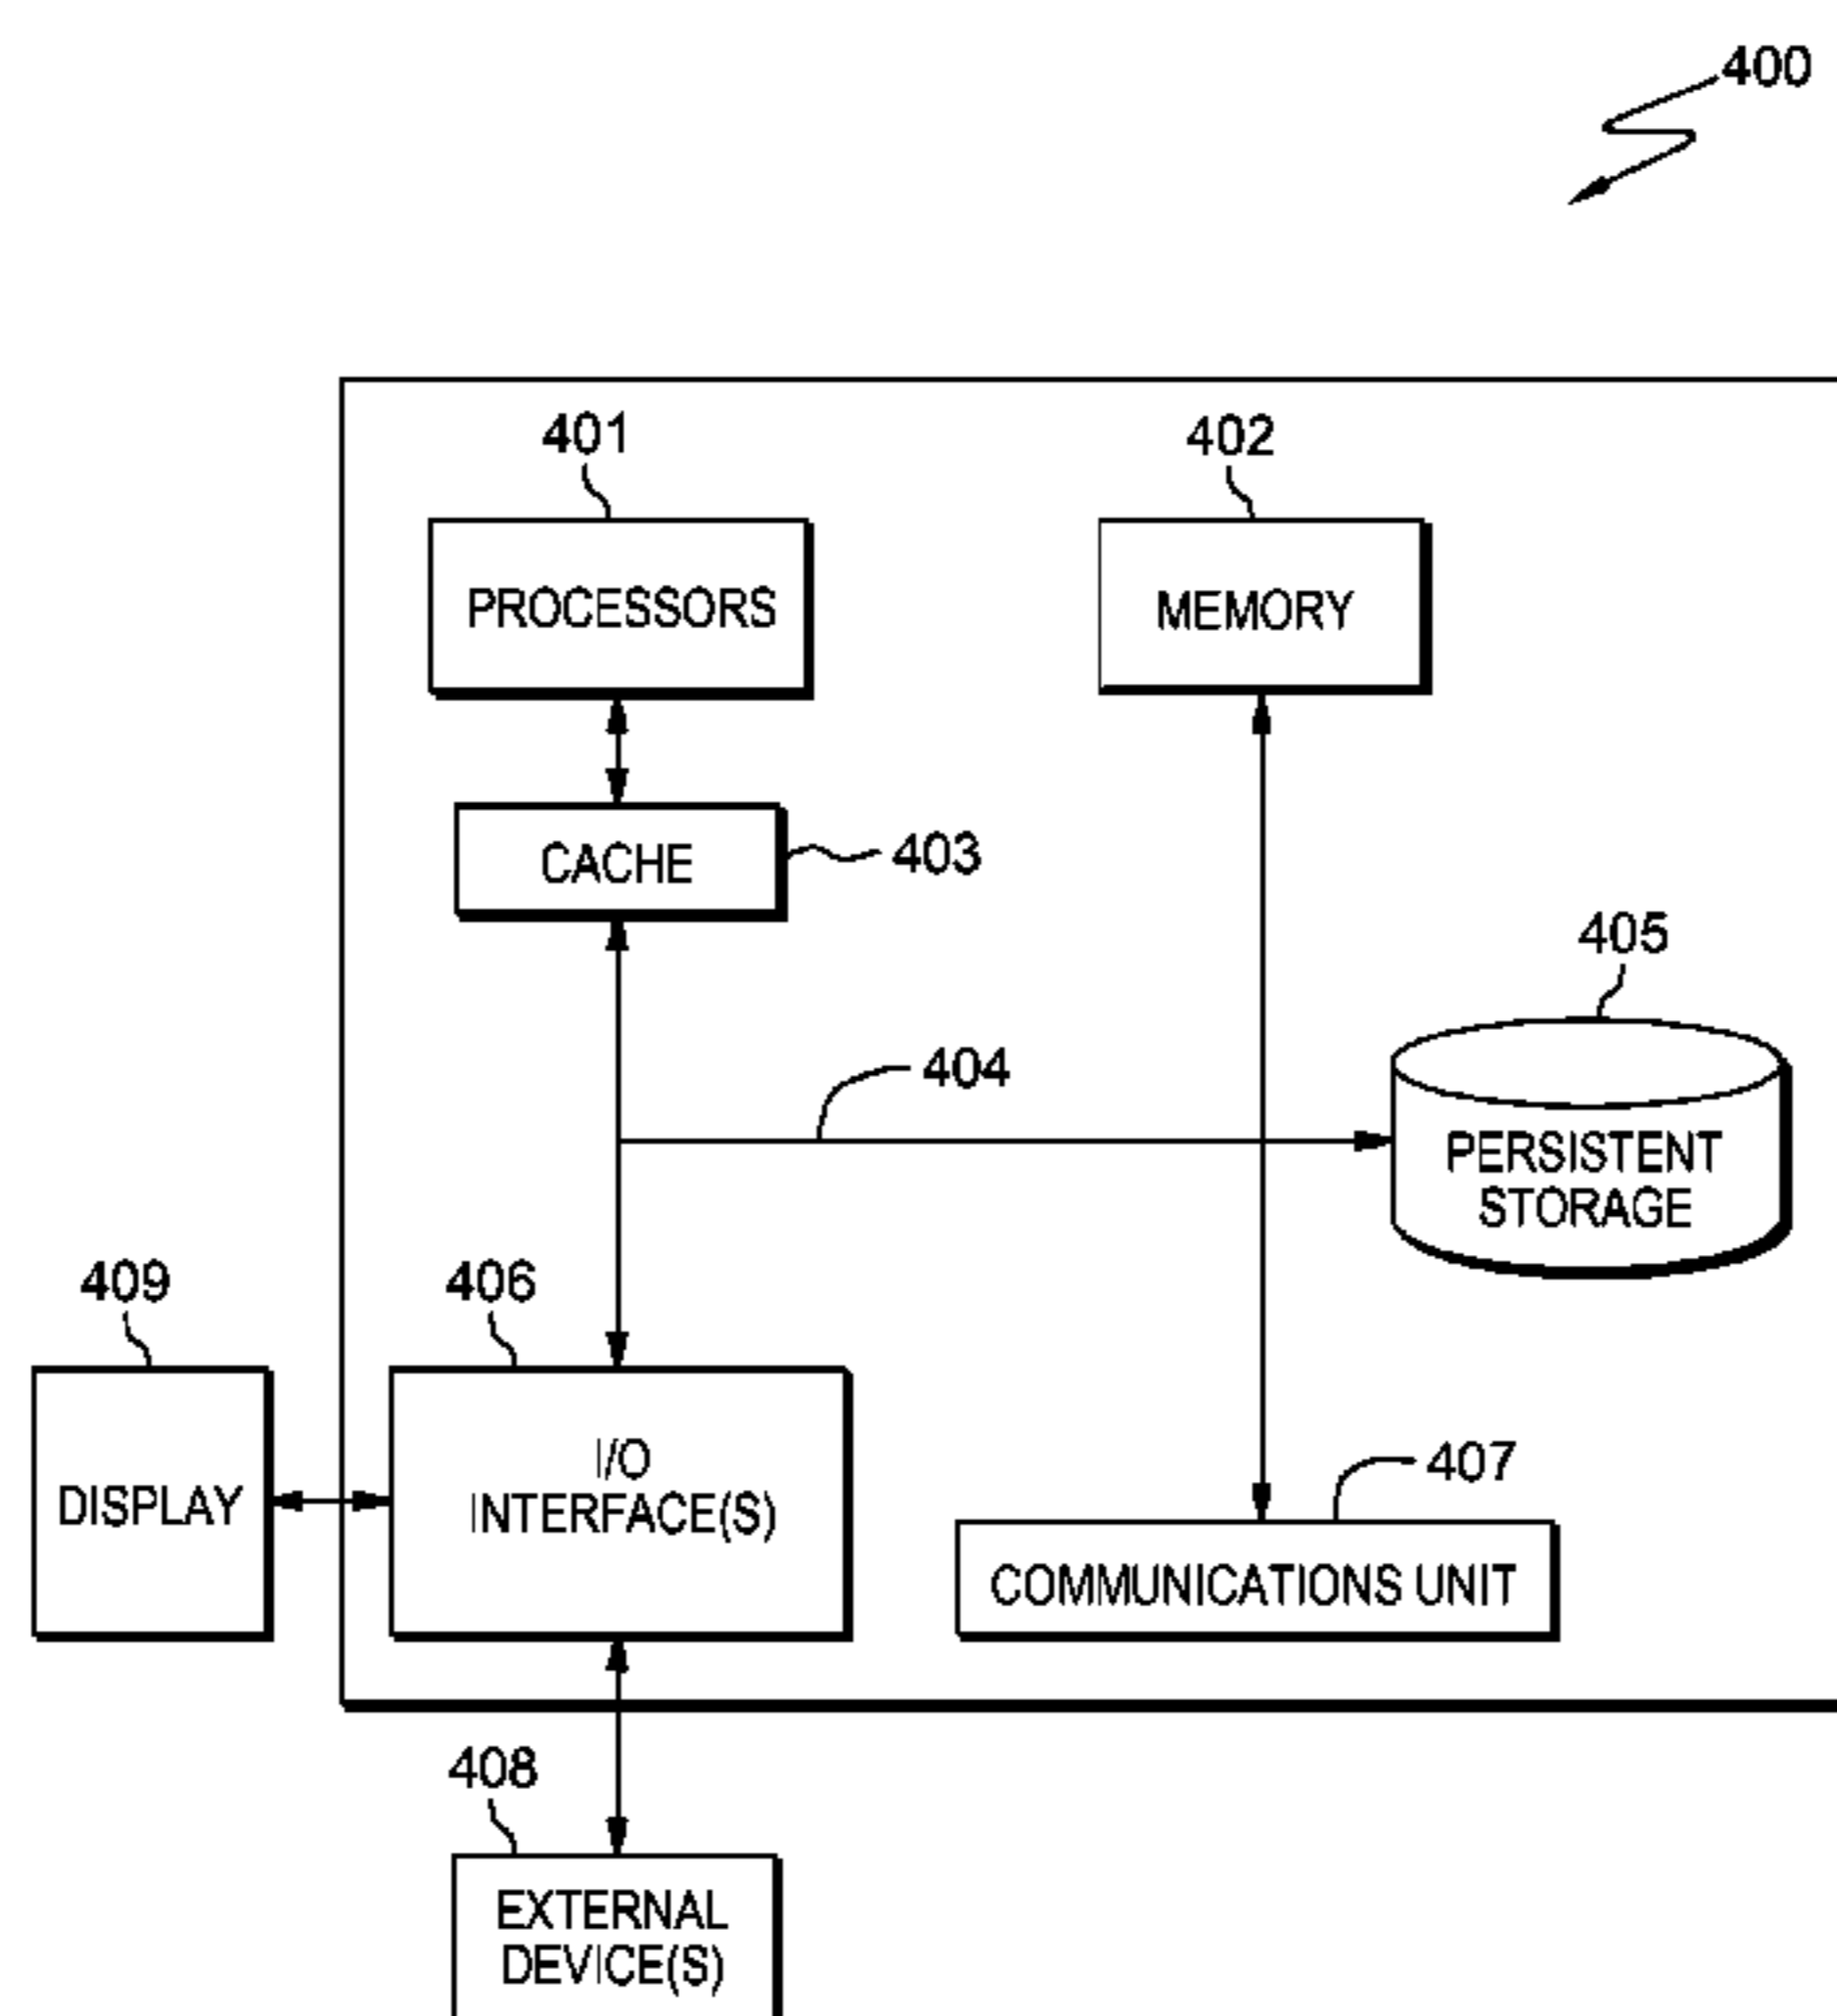 400
401
402
PROCESSORS
MEMORY
CACHE
403
405
404
PERSISTENT
STORAGE
409
406
I/O
INTERFACE(S)
DISPLAY
407
COMMUNICATIONS UNIT
408
EXTERNAL
DEVICE(S)